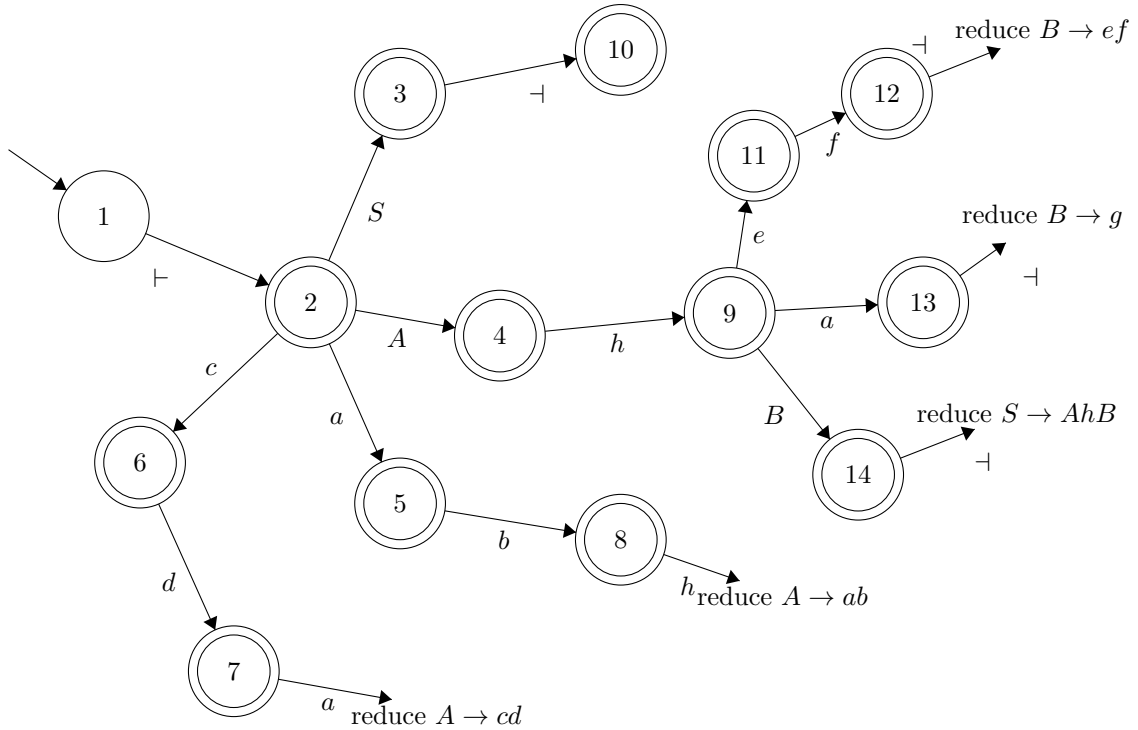 reduce B → ef
10
⊣
3
12
⊣
11
f
reduce B → g
1
S
e
⊢
⊣
2
13
9
a
A
4
h
c
B
a
reduce S → AhB
6
14
⊣
5
b
8
d
h
reduce A → ab
7
a
reduce A → cd